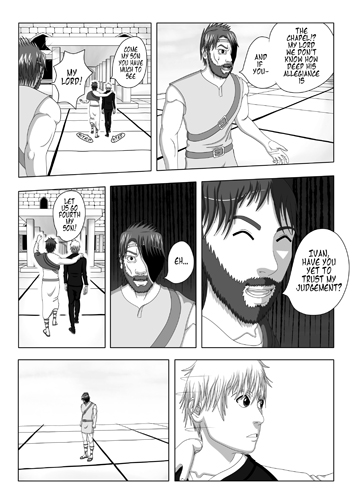 THE
CHAPEL!?
MY LORD
WE DON'T
KNOW HOW
DEEP HIS
ALLEGIANCE
IS
AND
IF
YOU-
COME MY
SON YOU
HAVE
MUCH TO
SEE
MY
LORD!
STEP
STEP
IVAN,
HAVE YOU
YET TO
TRUST MY
JUDGEMENT?
EH...
LET
US GO
FOURTH
MY
SON!